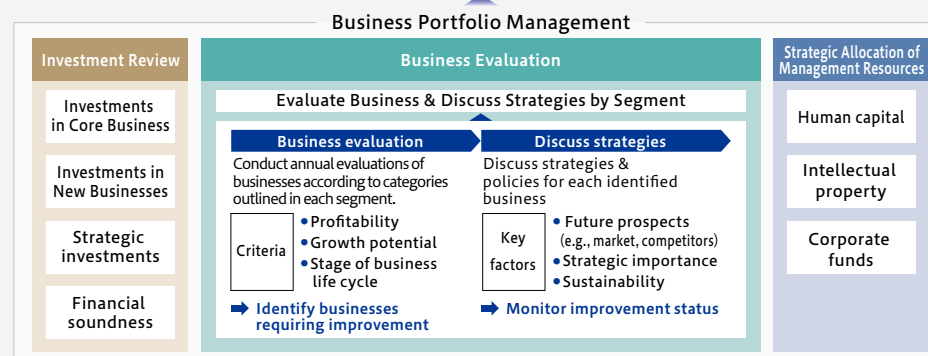 Business Portfolio Management
Investment Review
Investments
in Core Business
Investments in
New Businesses
Strategic
investments
Financial
soundness
Business Evaluation
Evaluate Business & Discuss Strategies by Segment
Business evaluation
Conduct annual evaluations of
businesses according to categories
outlined in each segment.
Criteria
• Profitability
• Growth potential
• Stage of business
life cycle
Identify businesses
requiring improvement
Discuss strategies
Discuss strategies &
policies for each identified
business
Key
factors
• Future prospects
(e.g., market, competitors)
• Strategic importance
• Sustainability
Monitor improvement status
Strategic Allocation of
Management Resources
Human capital
Intellectual
property
Corporate
funds